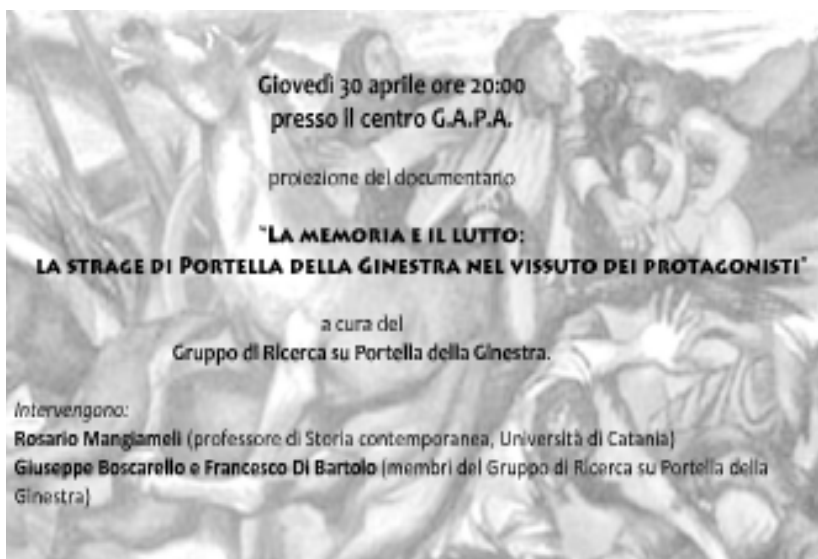 Giovedì 30 aprile ore 20:00
presso il centro G.A.P.A.
proiezione del documentario
"LA MEMORIA E IL LUTTO:
LA STRAGE DI PORTELLA DELLA GINESTRA NEL VISSUTO DEI PROTAGONISTI"
a cura del
Gruppo di Ricerca su Portella della Ginestra.
Intervengono:
Rosario Mangiameli (professore di Storia contemporanea, Università di Catania)
Giuseppe Boscarello e Francesco Di Bartolo (membri del Gruppo di Ricerca su Portella della
Ginestra)